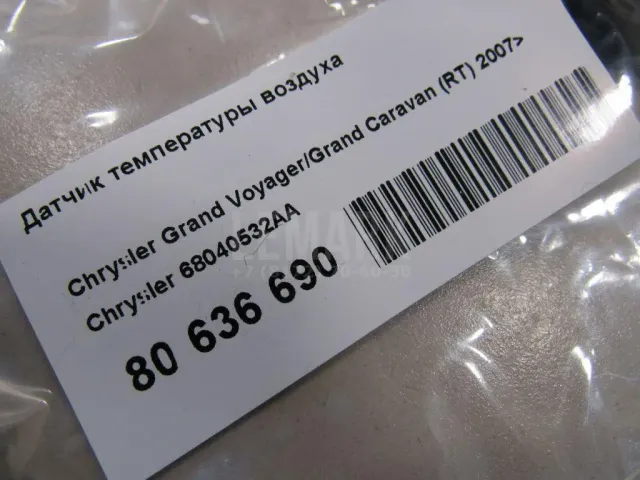 Датчик температуры воздуха
Chrysler Grand Voyager/Grand Caravan (RT) 2007>
Chrysler 68040532AA
80 636 690